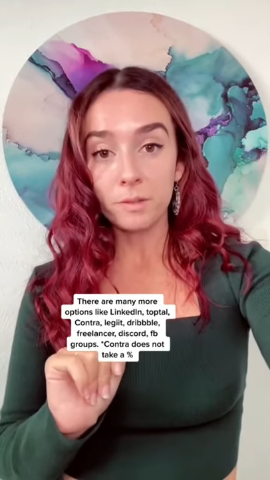 There are many more
options like LinkedIn, toptal,
Contra, legiit, dribbble,
freelancer, discord, fb
groups. *Contra does not
take a %